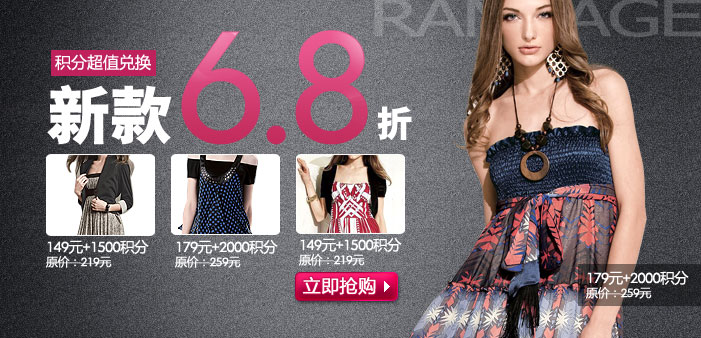 RAMPAGE
积分超值兑换
新款6.8折
149元+1500积分
原价：219元
179元+2000积分
原价：259元
149元+1500积分
原价：219元
立即抢购
179元+2000积分
原价：259元